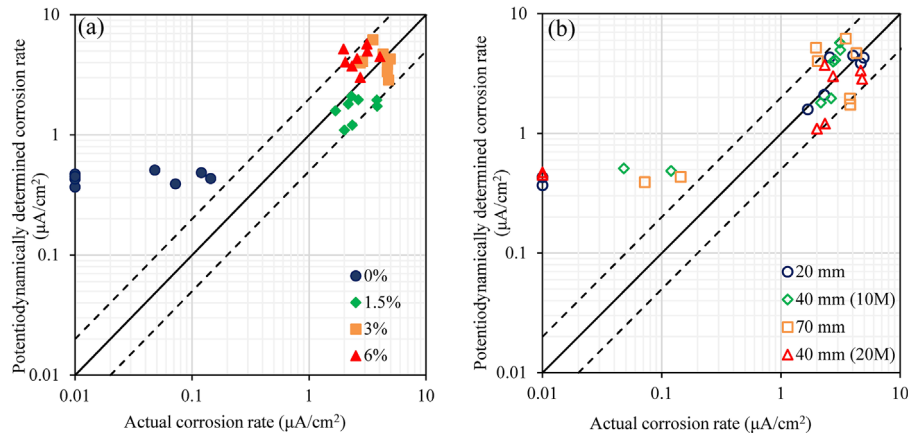 (a)
Potentiodynamically determined corrosion rate
(μA/cm²)
10
1
0.1
0.01
0%
1.5%
3%
6%
0.01
0.1
1
10
Actual corrosion rate (μA/cm²)
(b)
Potentiodynamically determined corrosion rate
(μA/cm²)
10
1
0.1
0.01
20 mm
40 mm (10M)
70 mm
40 mm (20M)
0.01
0.1
1
10
Actual corrosion rate (μA/cm²)